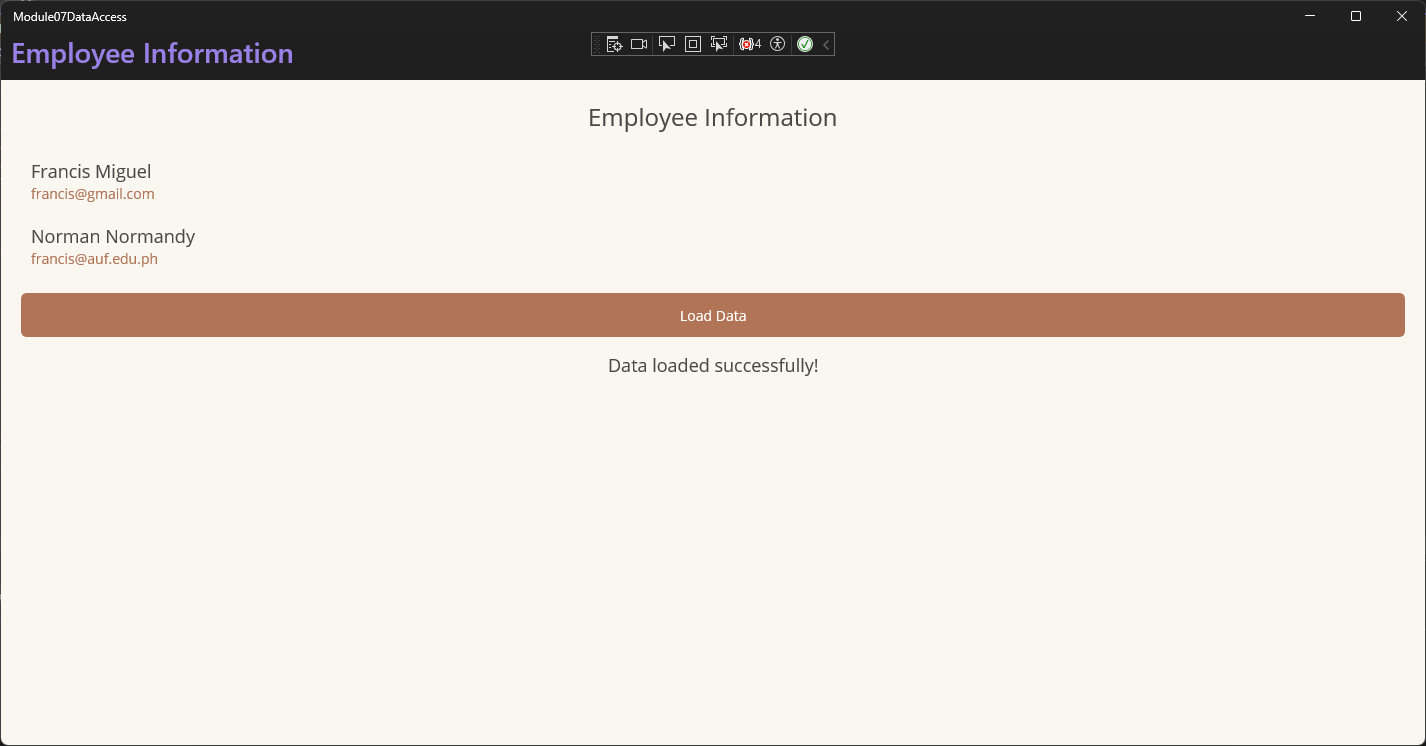 Module07DataAccess
Employee Information
4
Employee Information
Francis Miguel
francis@gmail.com
Norman Normandy
francis@auf.edu.ph
Load Data
Data loaded successfully!